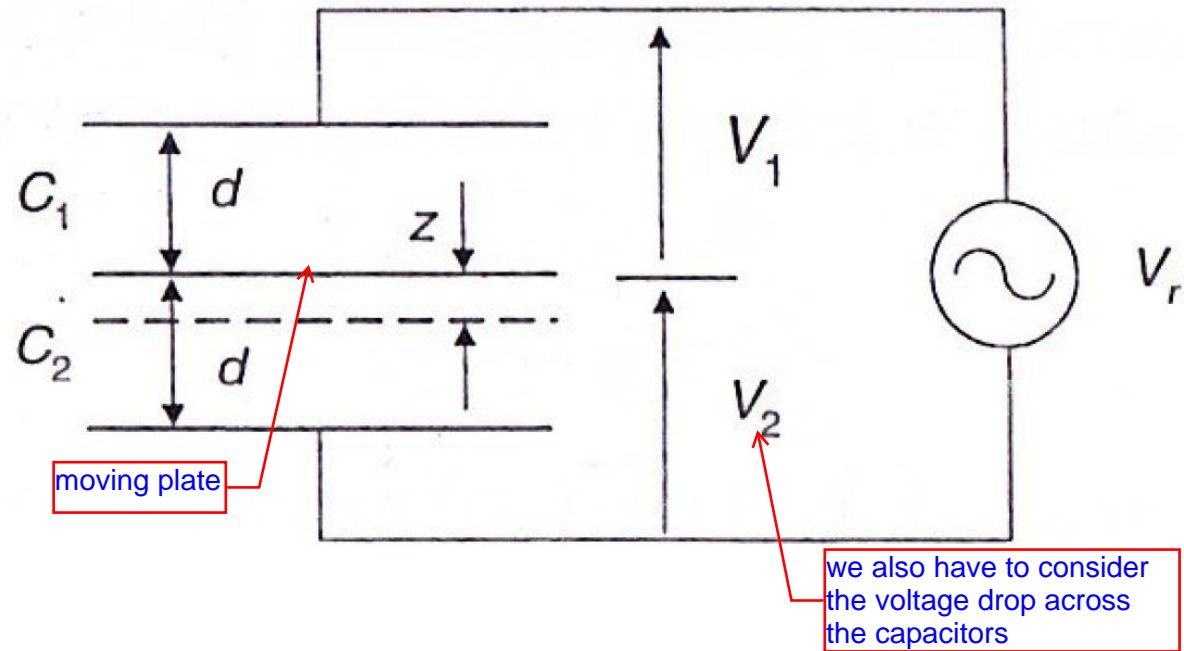 V₁
C₁
d
z
Vᵣ
C₂
d
V₂
moving plate
we also have to consider
the voltage drop across
the capacitors